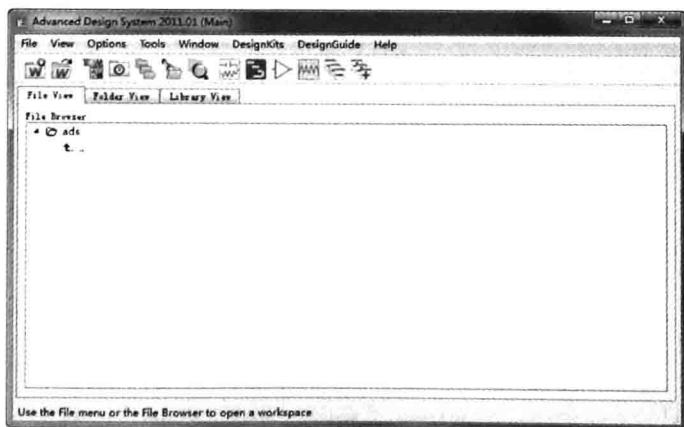 Advanced Design System 2011.01 (Main)
File View Options Tools Window DesignKits DesignGuide Help
File View Folder View Library View
File Browser
ads
..
Use the File menu or the File Browser to open a workspace